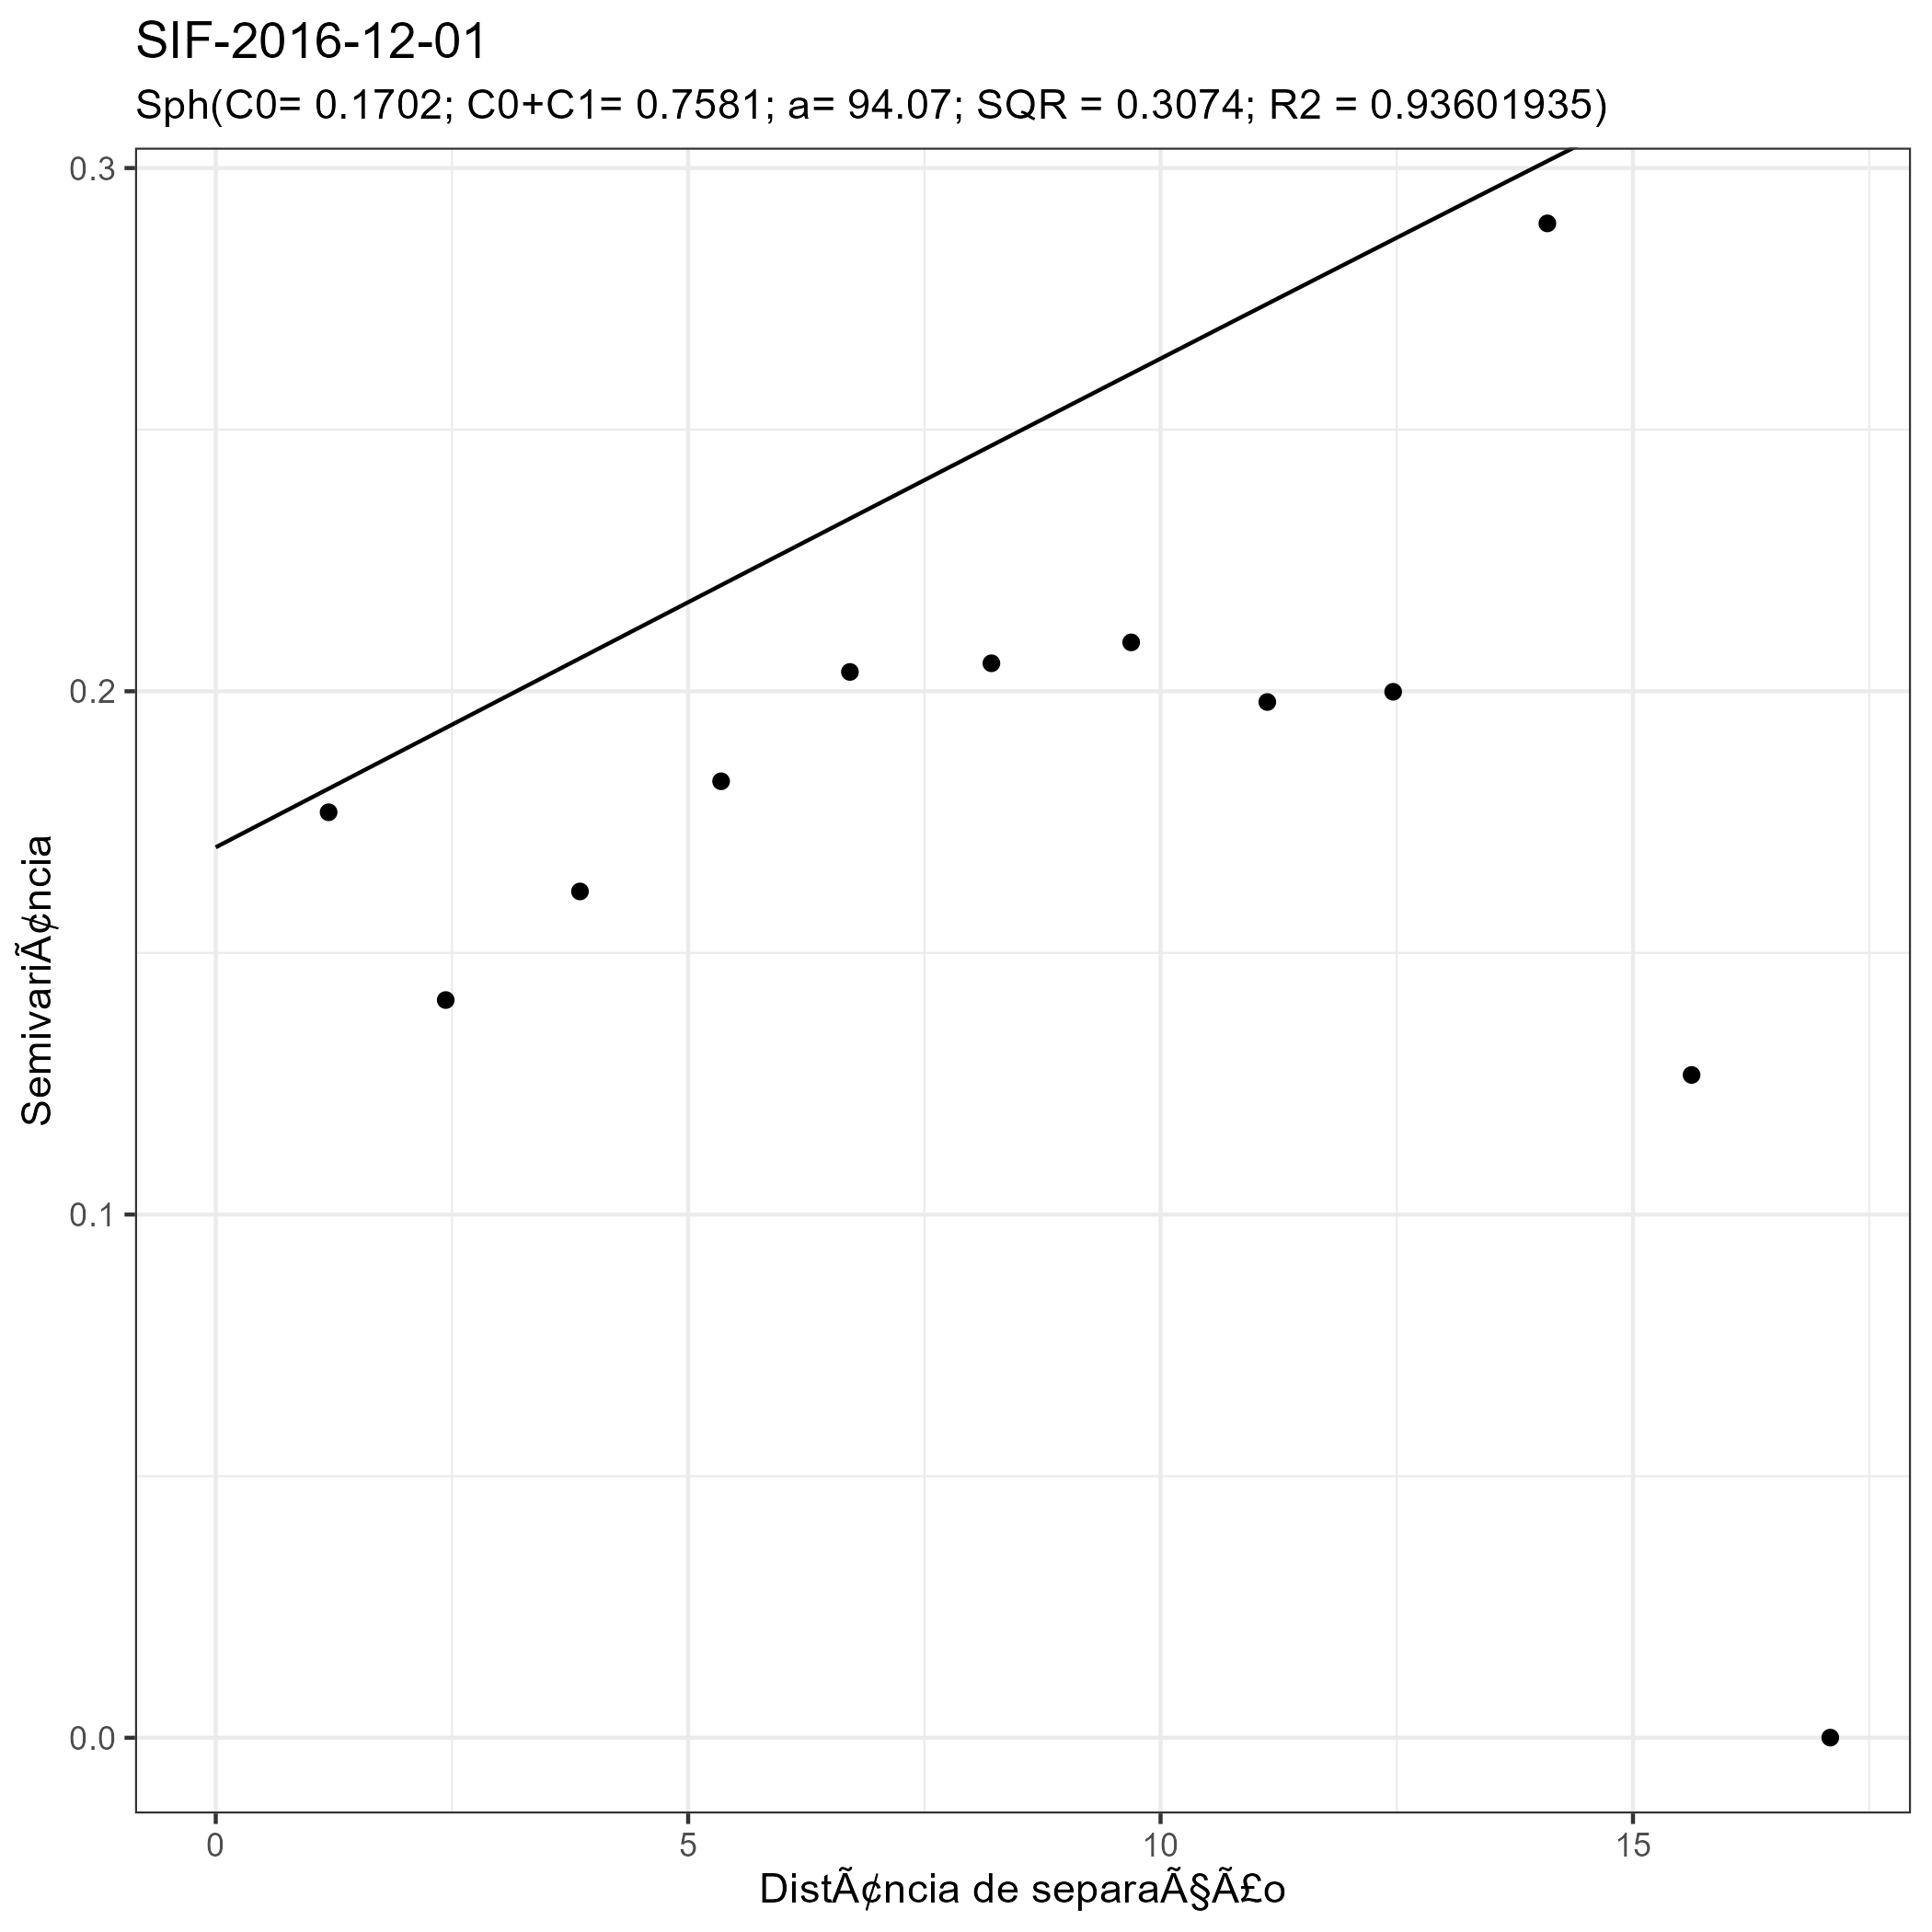 SIF-2016-12-01
Sph(C0= 0.1702; C0+C1= 0.7581; a= 94.07; SQR = 0.3074; R2 = 0.93601935)
0.3
0.2
0.1
0.0
SemivariÃ¢ncia
0 5 10 15
DistÃ¢ncia de separaÃ§Ã£o